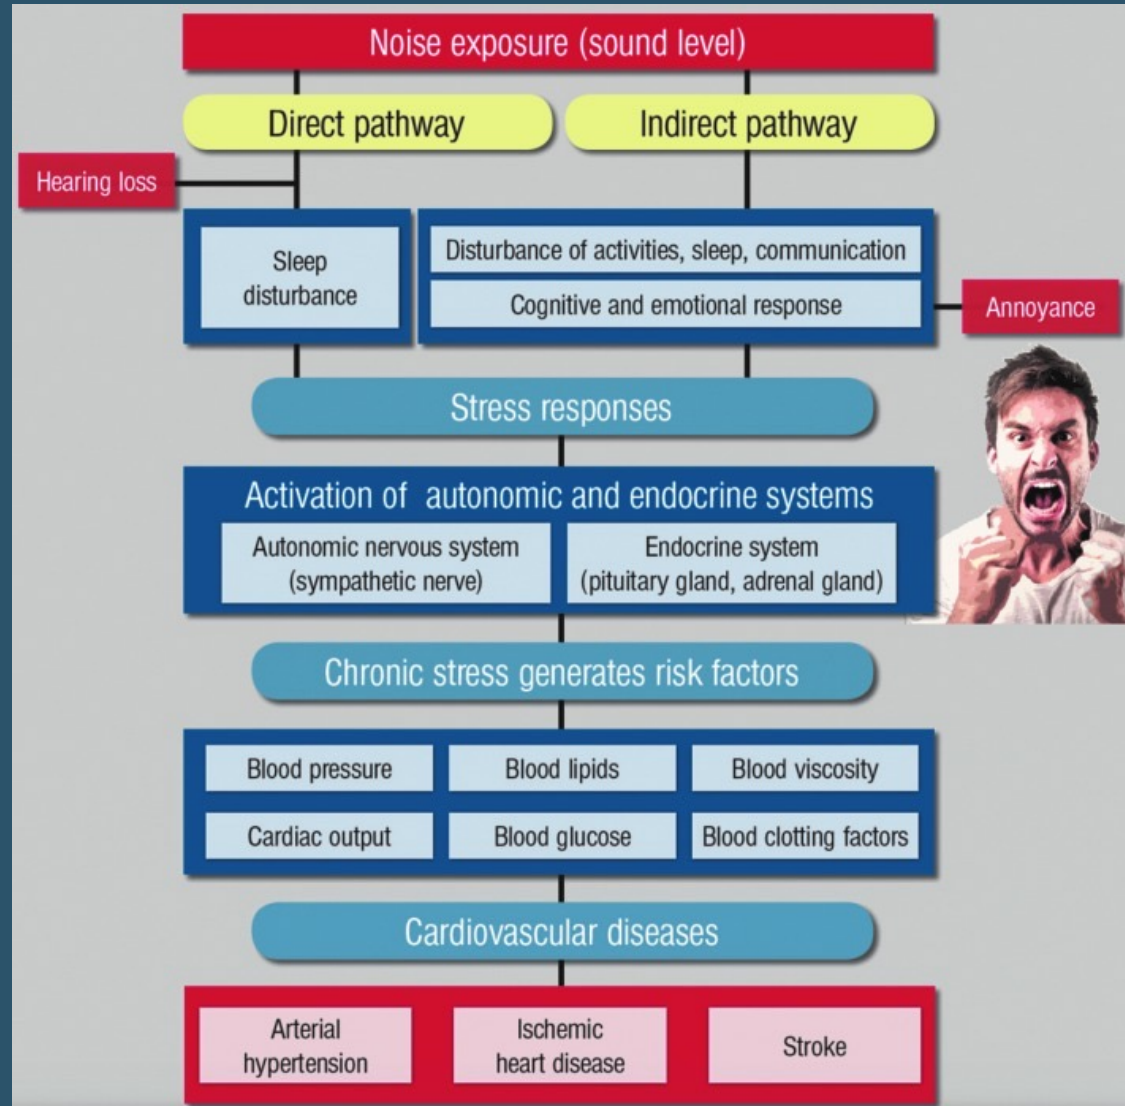 Noise exposure (sound level)
Direct pathway
Indirect pathway
Hearing loss
Sleep
disturbance
Disturbance of activities, sleep, communication
Cognitive and emotional response
Annoyance
Stress responses
Activation of autonomic and endocrine systems
Autonomic nervous system
(sympathetic nerve)
Endocrine system
(pituitary gland, adrenal gland)
Chronic stress generates risk factors
Blood pressure
Blood lipids
Blood viscosity
Cardiac output
Blood glucose
Blood clotting factors
Cardiovascular diseases
Arterial
hypertension
Ischemic
heart disease
Stroke